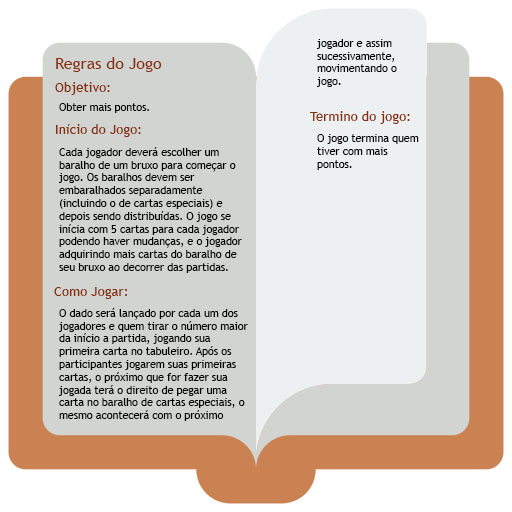 Regras do Jogo
Objetivo:
Obter mais pontos.
Início do Jogo:
Cada jogador deverá escolher um
baralho de um bruxo para começar o
jogo. Os baralhos devem ser
embaralhados separadamente
(incluindo o de cartas especiais) e
depois sendo distribuídas. O jogo se
inícia com 5 cartas para cada jogador
podendo haver mudanças, e o jogador
adquirindo mais cartas do baralho de
seu bruxo ao decorrer das partidas.
Como Jogar:
O dado será lançado por cada um dos
jogadores e quem tirar o número maior
da início a partida, jogando sua
primeira carta no tabuleiro. Após os
participantes jogarem suas primeiras
cartas, o próximo que for fazer sua
jogada terá o direito de pegar uma
carta no baralho de cartas especiais, o
mesmo acontecerá com o próximo
jogador e assim
sucessivamente,
movimentando o
jogo.
Termino do jogo:
O jogo termina quem
tiver com mais
pontos.